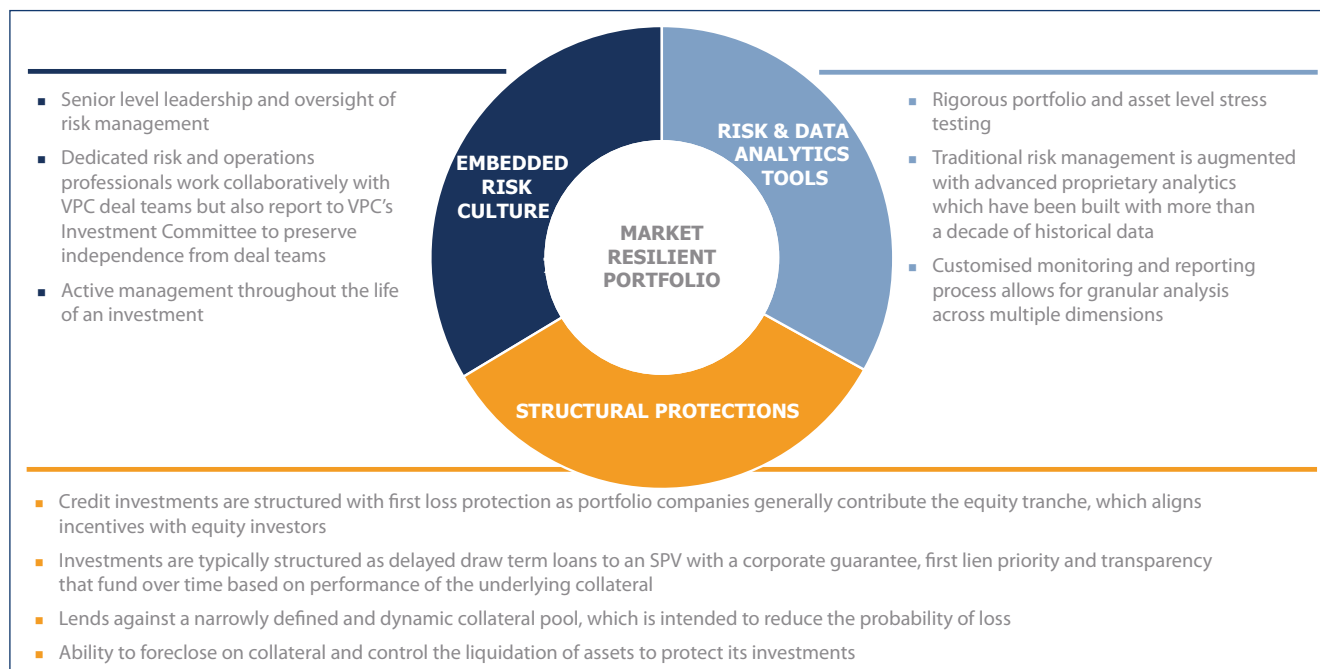 EMBEDDED
RISK
CULTURE
RISK & DATA
ANALYTICS
TOOLS
MARKET
RESILIENT
PORTFOLIO
STRUCTURAL PROTECTIONS
▪ Senior level leadership and oversight of
risk management
▪ Dedicated risk and operations
professionals work collaboratively with
VPC deal teams but also report to VPC’s
Investment Committee to preserve
independence from deal teams
▪ Active management throughout the life
of an investment
▪ Rigorous portfolio and asset level stress
testing
▪ Traditional risk management is augmented
with advanced proprietary analytics
which have been built with more than
a decade of historical data
▪ Customised monitoring and reporting
process allows for granular analysis
across multiple dimensions
▪ Credit investments are structured with first loss protection as portfolio companies generally contribute the equity tranche, which aligns
incentives with equity investors
▪ Investments are typically structured as delayed draw term loans to an SPV with a corporate guarantee, first lien priority and transparency
that fund over time based on performance of the underlying collateral
▪ Lends against a narrowly defined and dynamic collateral pool, which is intended to reduce the probability of loss
▪ Ability to foreclose on collateral and control the liquidation of assets to protect its investments